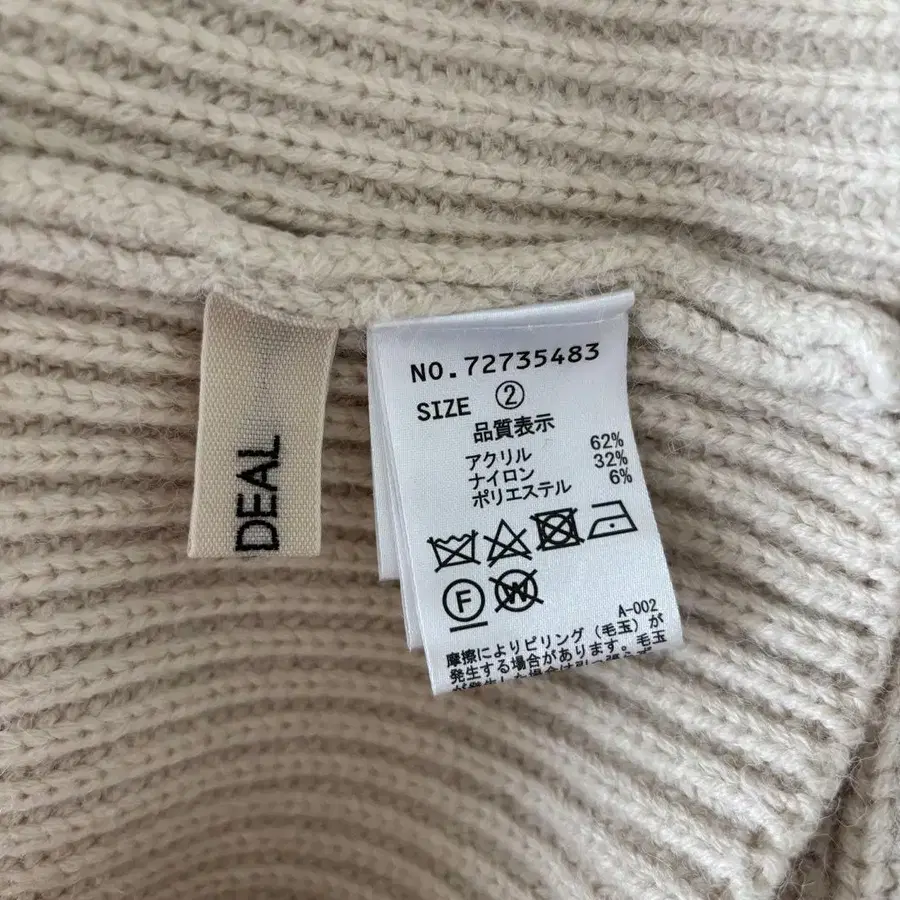 DEAL
NO.72735483
SIZE ②
品質表示
アクリル 62%
ナイロン 32%
ポリエステル 6%
F W
A-002
摩擦によりピリング(毛玉)が
発生する場合があります。毛玉